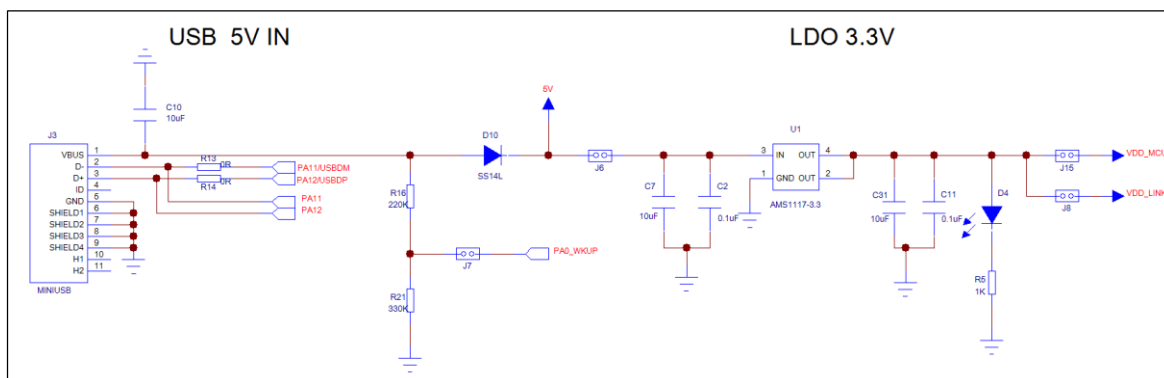 USB 5V IN
LDO 3.3V
C10
10uF
J3
MINIUSB
VBUS 1
D- 2
D+ 3
ID 4
GND 5
SHIELD1 6
SHIELD2 7
SHIELD3 8
SHIELD4 9
H1 10
H2 11
R13 0R
R14 0R
PA11/USBDM
PA12/USBDP
PA11
PA12
R16
220K
R21
330K
J7
PA0_WKUP
D10
SS14L
5V
J6
C7
10uF
C2
0.1uF
U1
3 IN OUT 4
1 GND OUT 2
AMS1117-3.3
C31
10uF
C11
0.1uF
D4
R5
1K
J15
VDD_MCU
J8
VDD_LINK